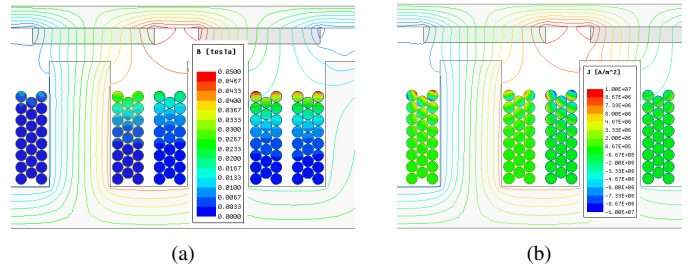 B [tesla]
0.0500
0.0467
0.0433
0.0400
0.0367
0.0333
0.0300
0.0267
0.0233
0.0200
0.0167
0.0133
0.0100
0.0067
0.0033
0.0000
(a)
J [A/m^2]
1.00E+07
8.67E+06
7.33E+06
6.00E+06
4.67E+06
3.33E+06
2.00E+06
6.67E+05
-6.67E+05
-2.00E+06
-3.33E+06
-4.67E+06
-6.00E+06
-7.33E+06
-8.67E+06
-1.00E+07
(b)